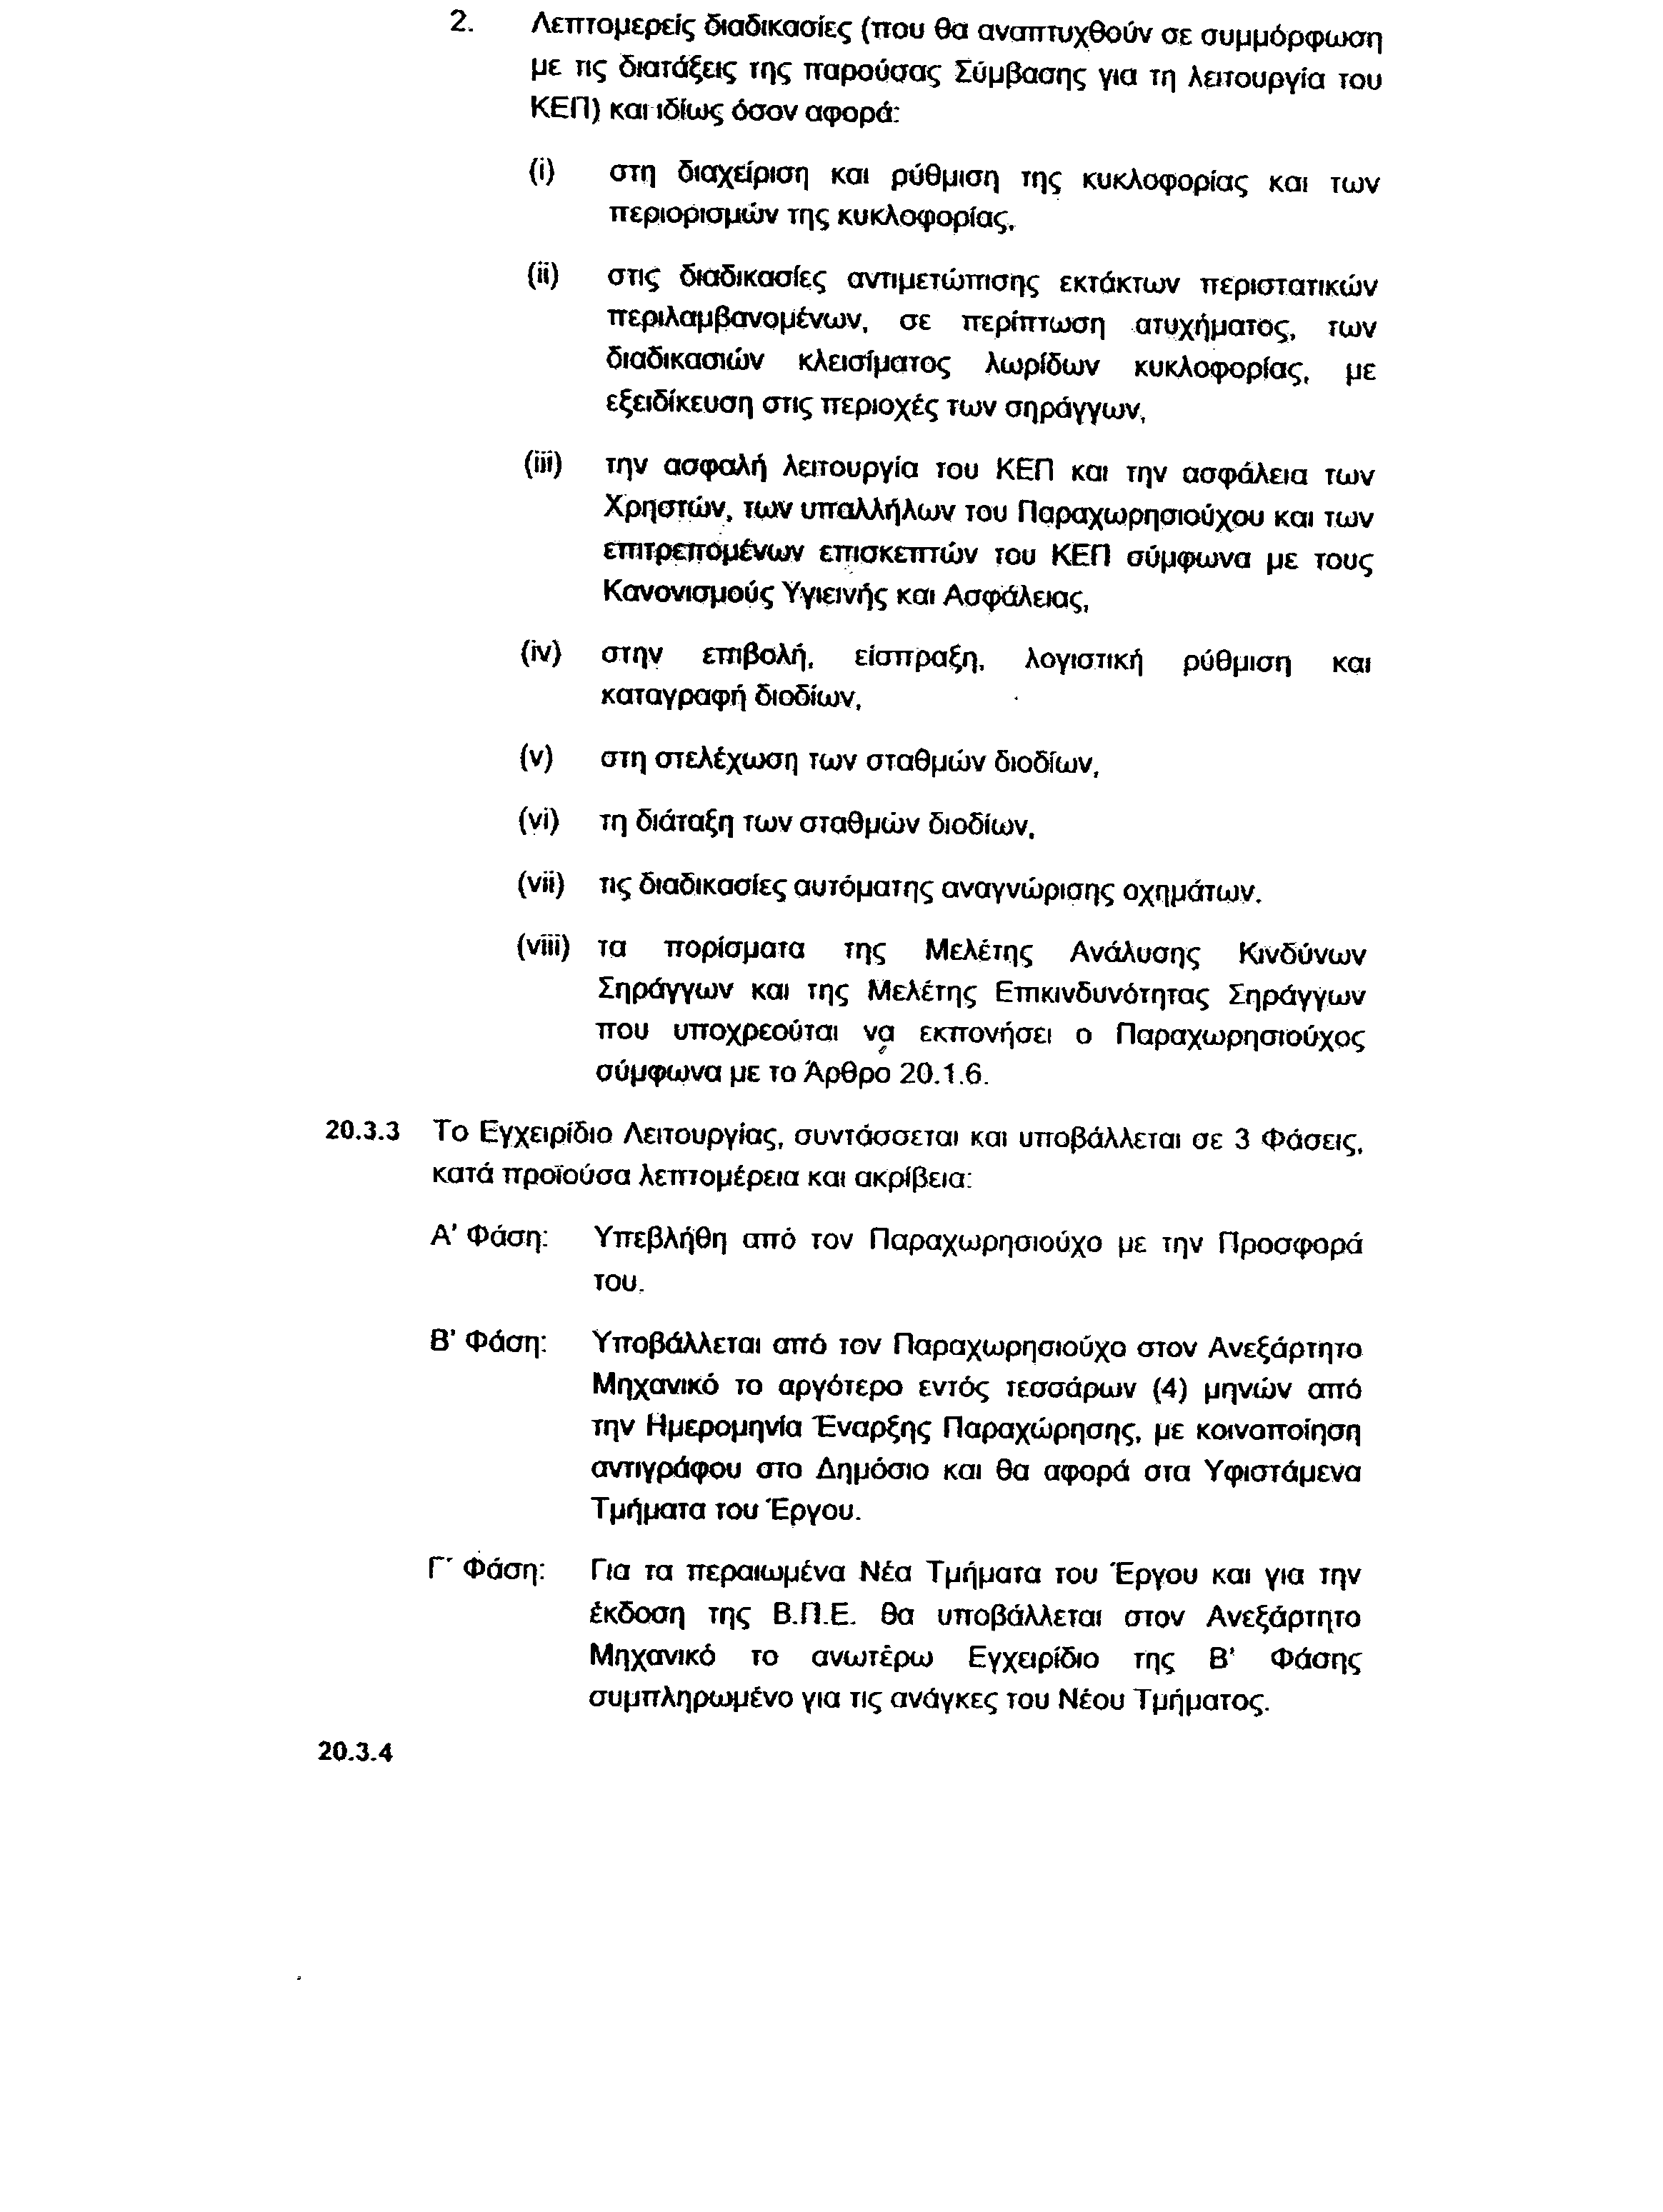 2. Λεπτομερείς διαδικασίες (που θα αναπτυχθούν σε συμμόρφωση
με τις διατάξεις της παρούσας Σύμβασης για τη λειτουργία του
ΚΕΠ) και ιδίως όσον αφορά:
(i) στη διαχείριση και ρύθμιση της κυκλοφορίας και των
περιορισμών της κυκλοφορίας,
(ii) στις διαδικασίες αντιμετώπισης εκτάκτων περιστατικών
περιλαμβανομένων, σε περίπτωση ατυχήματος, των
διαδικασιών κλεισίματος λωρίδων κυκλοφορίας, με
εξειδίκευση στις περιοχές των σηράγγων,
(iii) την ασφαλή λειτουργία του ΚΕΠ και την ασφάλεια των
Χρηστών, των υπαλλήλων του Παραχωρησιούχου και των
επιτρεπομένων επισκεπτών του ΚΕΠ σύμφωνα με τους
Κανονισμούς Υγιεινής και Ασφάλειας,
(iv) στην επιβολή, είσπραξη, λογιστική ρύθμιση και
καταγραφή διοδίων,
(v) στη στελέχωση των σταθμών διοδίων,
(vi) τη διάταξη των σταθμών διοδίων,
(vii) τις διαδικασίες αυτόματης αναγνώρισης οχημάτων.
(viii) τα πορίσματα της Μελέτης Ανάλυσης Κινδύνων
Σηράγγων και της Μελέτης Επικινδυνότητας Σηράγγων
που υποχρεούται να εκπονήσει ο Παραχωρησιούχος
σύμφωνα με το Άρθρο 20.1.6.
20.3.3 Το Εγχειρίδιο Λειτουργίας, συντάσσεται και υποβάλλεται σε 3 Φάσεις,
κατά προϊούσα λεπτομέρεια και ακρίβεια:
Α' Φάση: Υπεβλήθη από τον Παραχωρησιούχο με την Προσφορά
του.
Β' Φάση: Υποβάλλεται από τον Παραχωρησιούχο στον Ανεξάρτητο
Μηχανικό το αργότερο εντός τεσσάρων (4) μηνών από
την Ημερομηνία Έναρξης Παραχώρησης, με κοινοποίηση
αντιγράφου στο Δημόσιο και θα αφορά στα Υφιστάμενα
Τμήματα του Έργου.
Γ' Φάση: Για τα περαιωμένα Νέα Τμήματα του Έργου και για την
έκδοση της Β.Π.Ε. θα υποβάλλεται στον Ανεξάρτητο
Μηχανικό το ανωτέρω Εγχειρίδιο της Β' Φάσης
συμπληρωμένο για τις ανάγκες του Νέου Τμήματος.
20.3.4